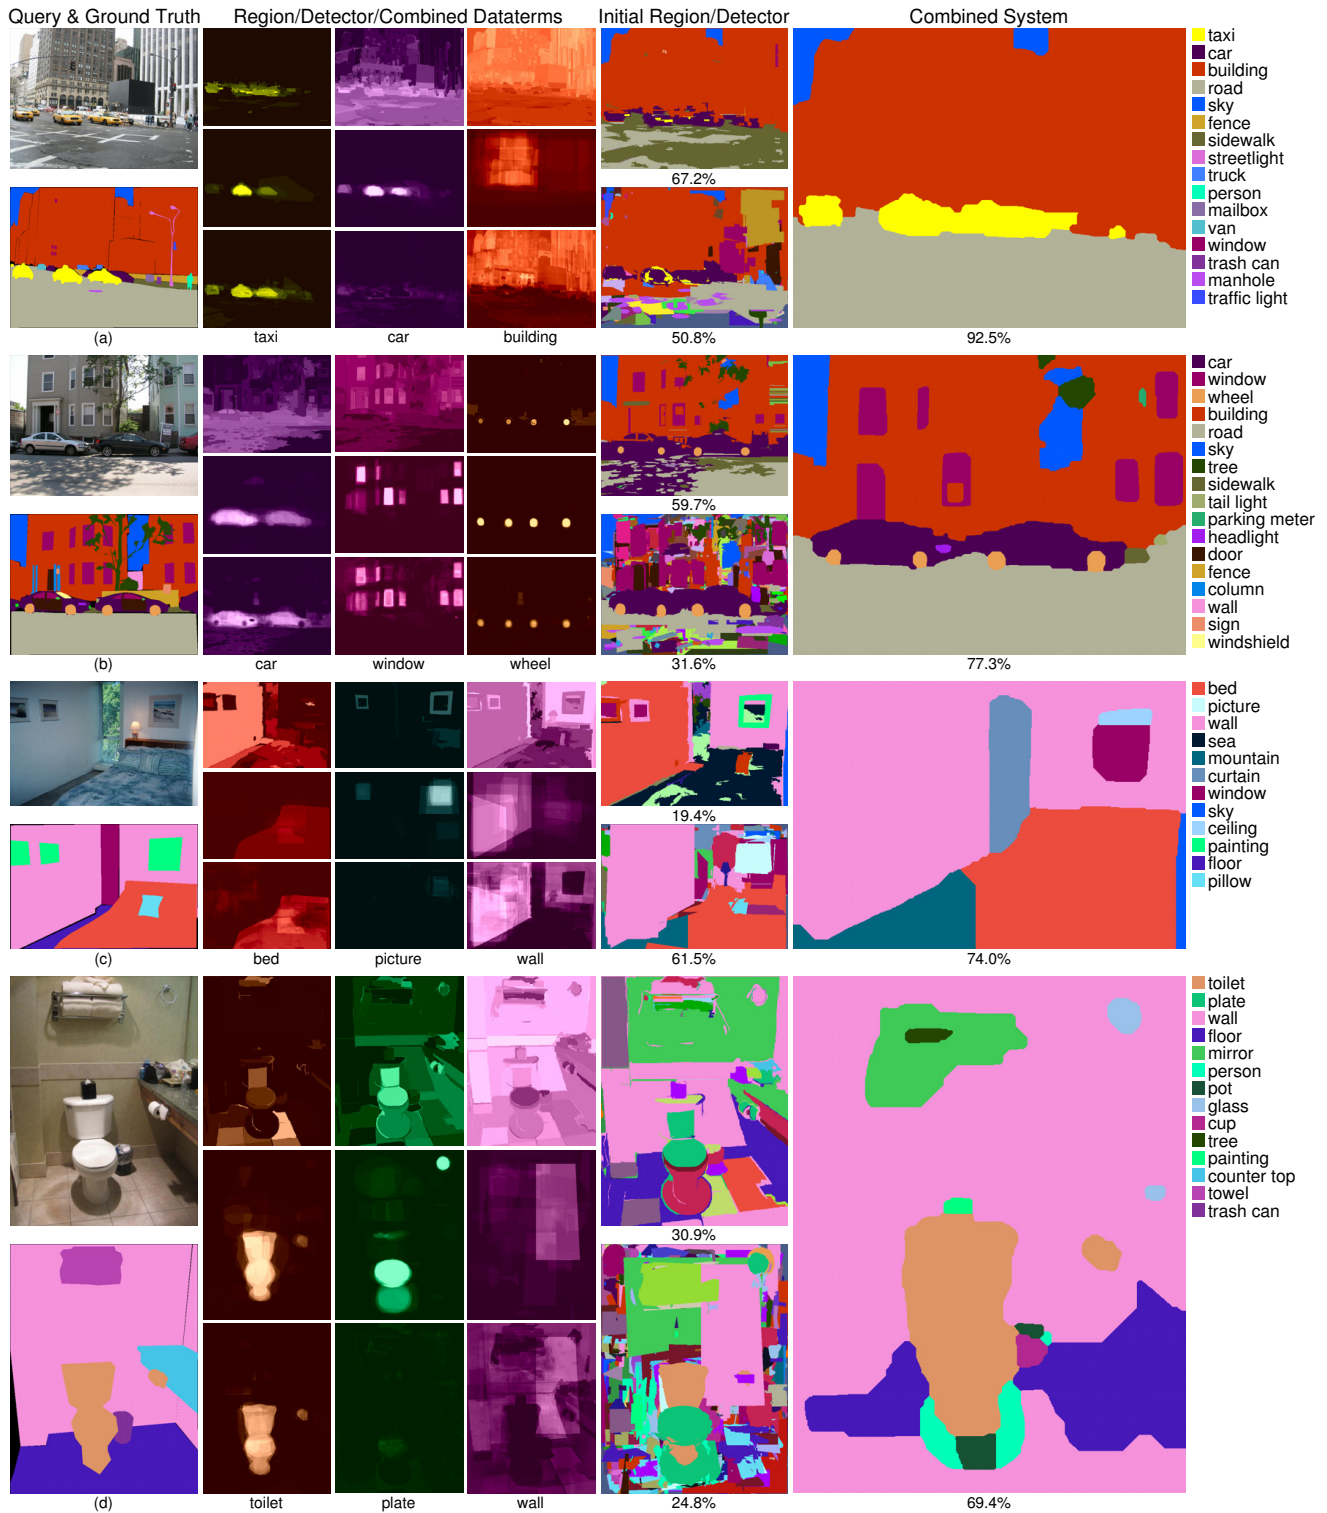 Query & Ground Truth
Region/Detector/Combined Dataterms
Initial Region/Detector
Combined System
67.2%
(a)
taxi
car
building
50.8%
92.5%
taxi
car
building
road
sky
fence
sidewalk
streetlight
truck
person
mailbox
van
window
trash can
manhole
traffic light
59.7%
(b)
car
window
wheel
31.6%
77.3%
car
window
wheel
building
road
sky
tree
sidewalk
tail light
parking meter
headlight
door
fence
column
wall
sign
windshield
19.4%
(c)
bed
picture
wall
61.5%
74.0%
bed
picture
wall
sea
mountain
curtain
window
sky
ceiling
painting
floor
pillow
30.9%
(d)
toilet
plate
wall
24.8%
69.4%
toilet
plate
wall
floor
mirror
person
pot
glass
cup
tree
painting
counter top
towel
trash can